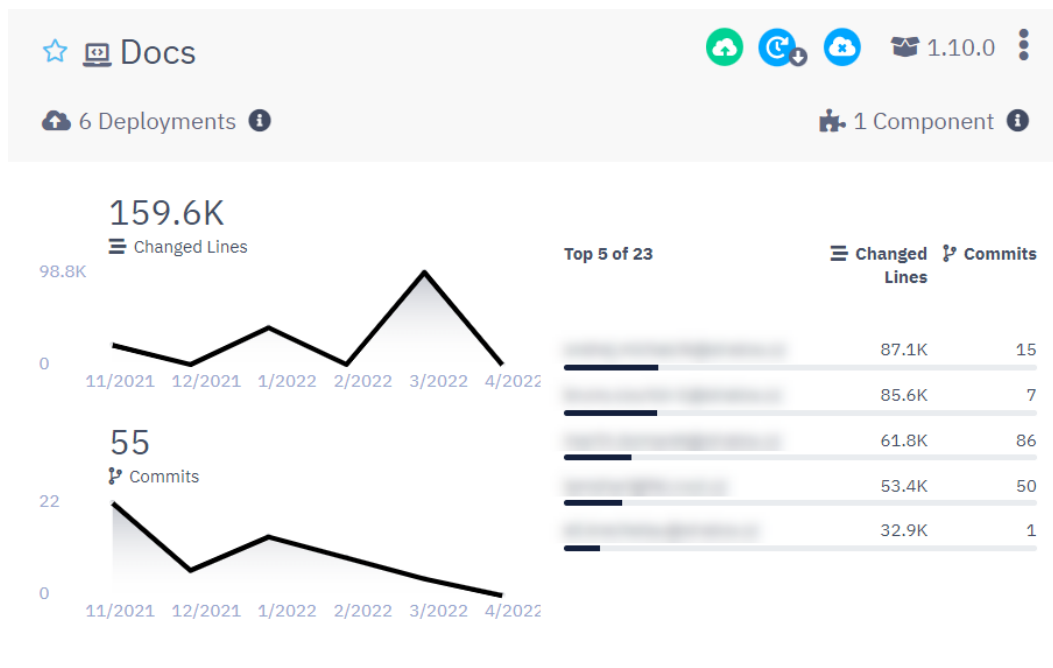 Docs
1.10.0
6 Deployments
1 Component
159.6K
Changed Lines
98.8K
0
11/2021 12/2021 1/2022 2/2022 3/2022 4/2022
55
Commits
22
0
11/2021 12/2021 1/2022 2/2022 3/2022 4/2022
Top 5 of 23 Changed Lines Commits
87.1K 15
85.6K 7
61.8K 86
53.4K 50
32.9K 1